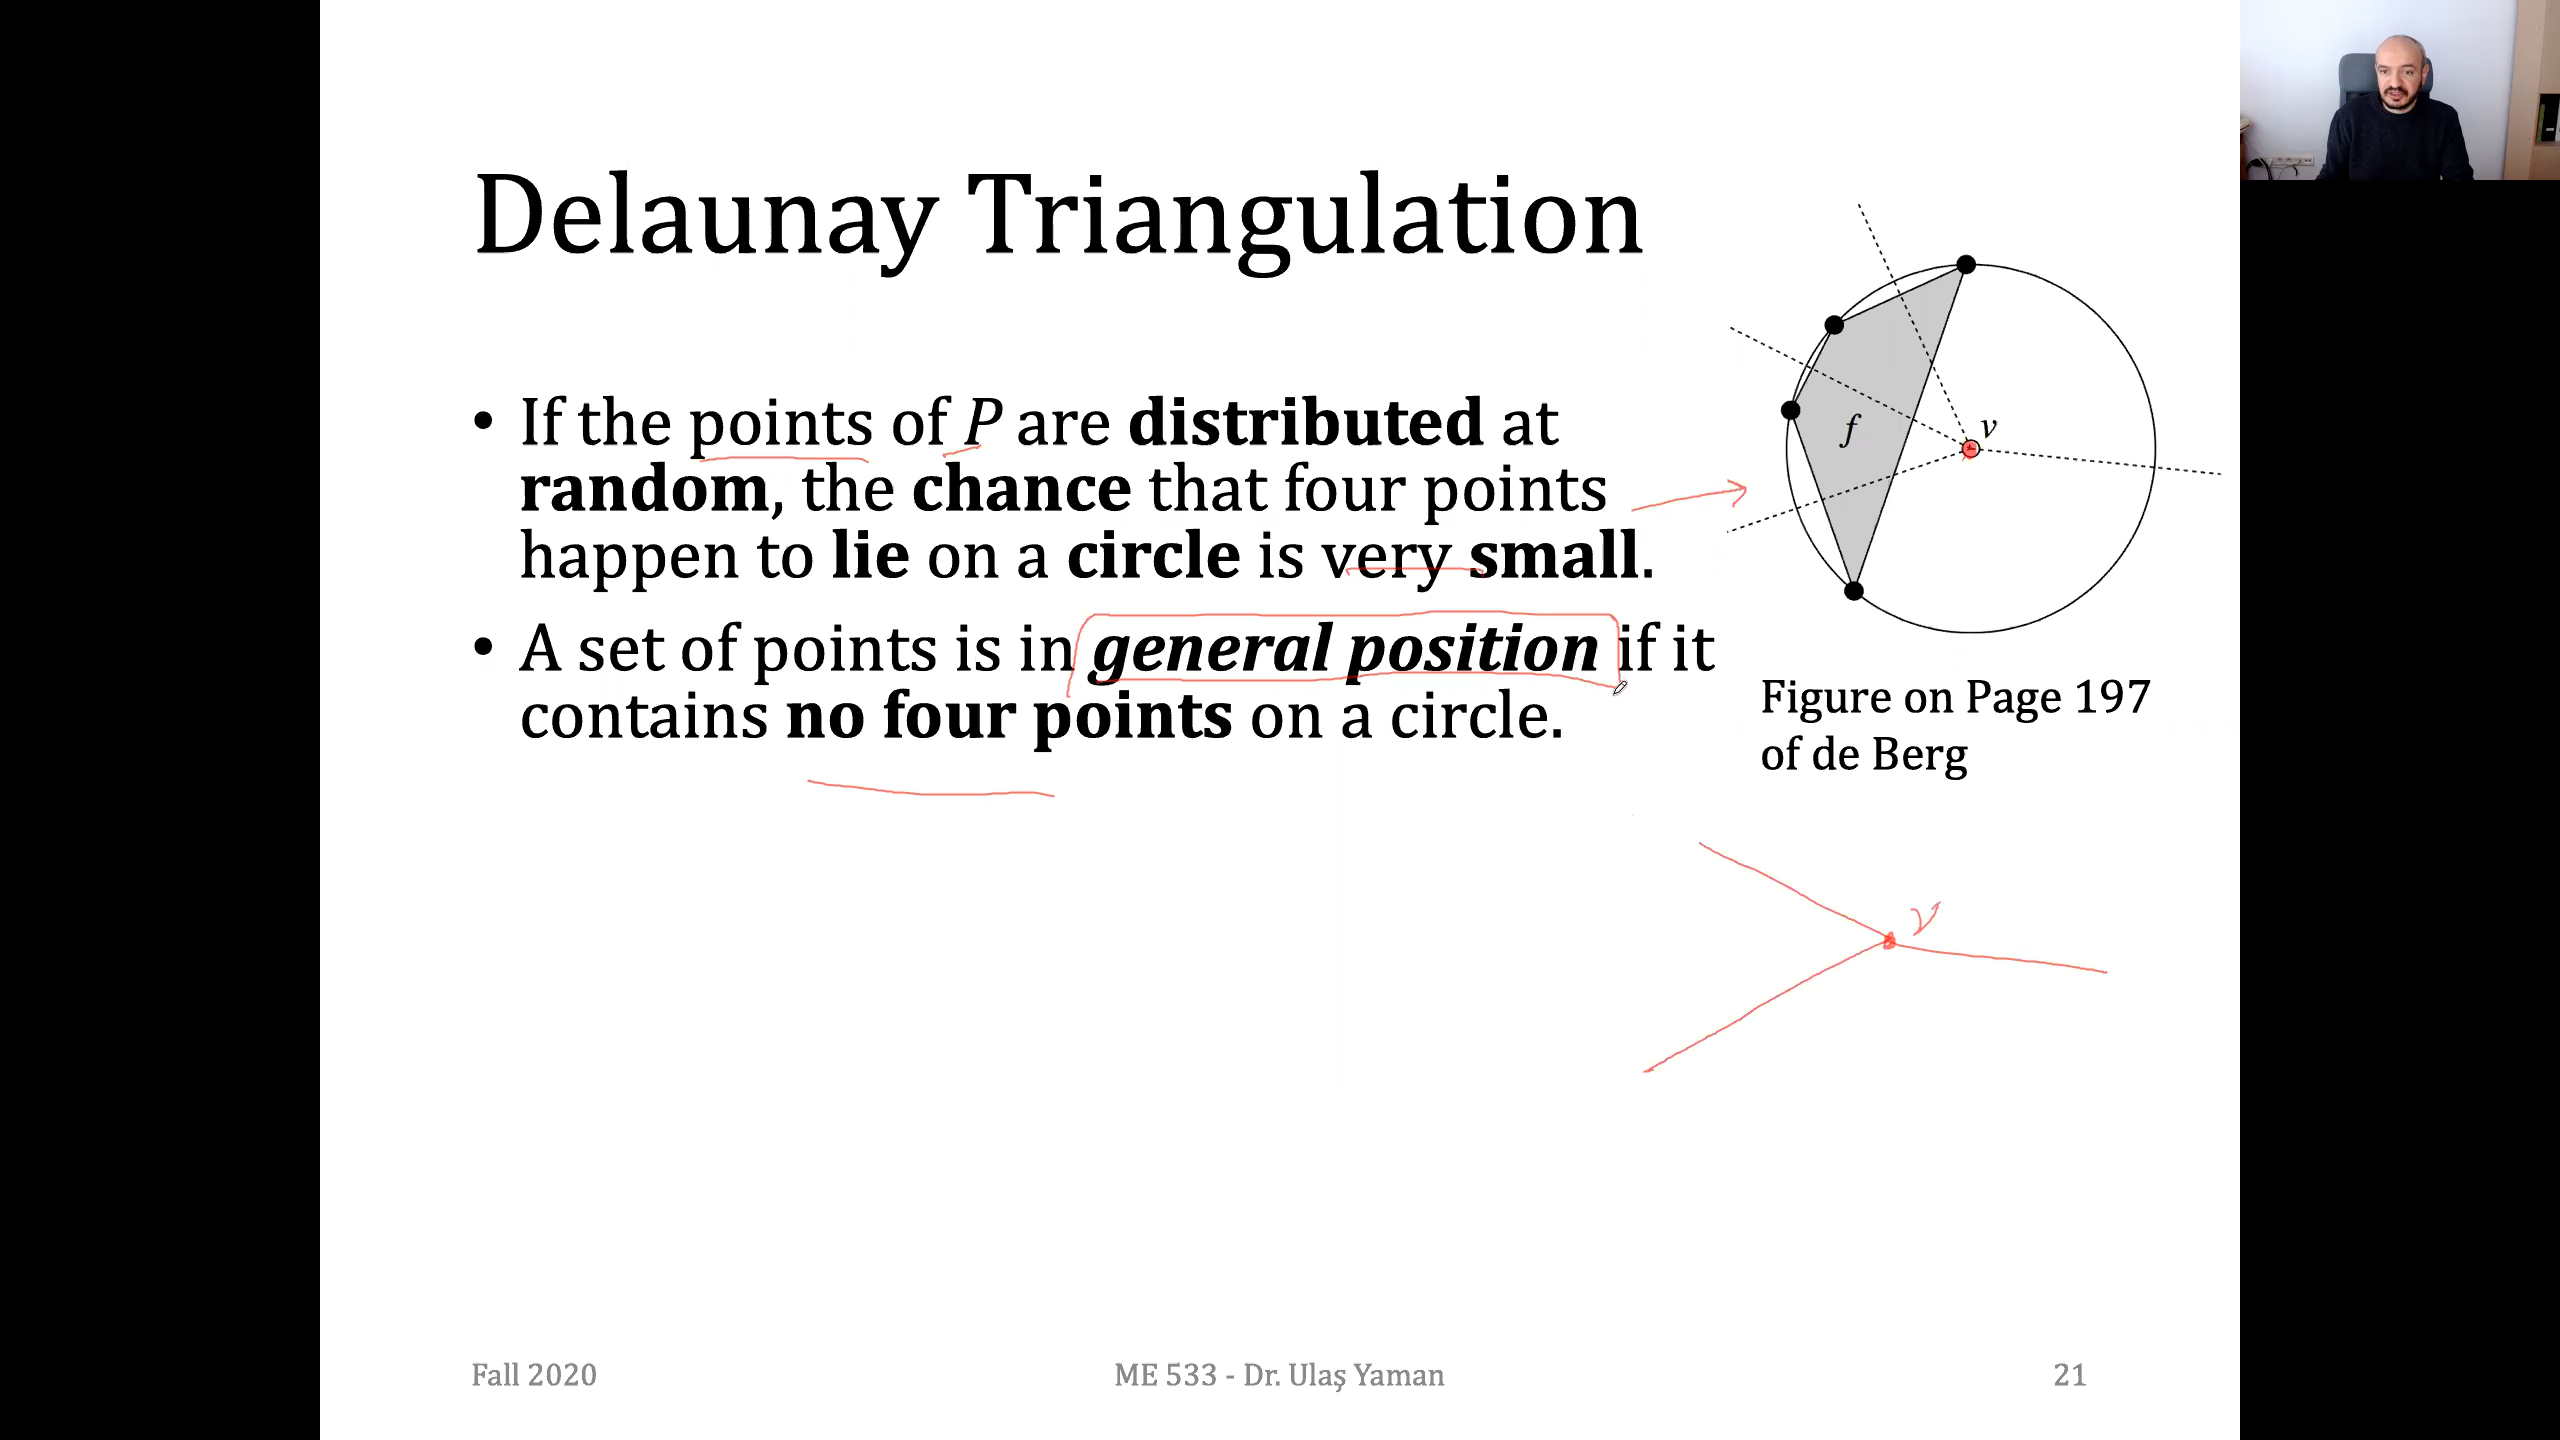 Delaunay Triangulation
• If the points of P are distributed at
random, the chance that four points
happen to lie on a circle is very small.
• A set of points is in general position if it
contains no four points on a circle.
f
v
Figure on Page 197
of de Berg
v
Fall 2020
ME 533 - Dr. Ulaş Yaman
21